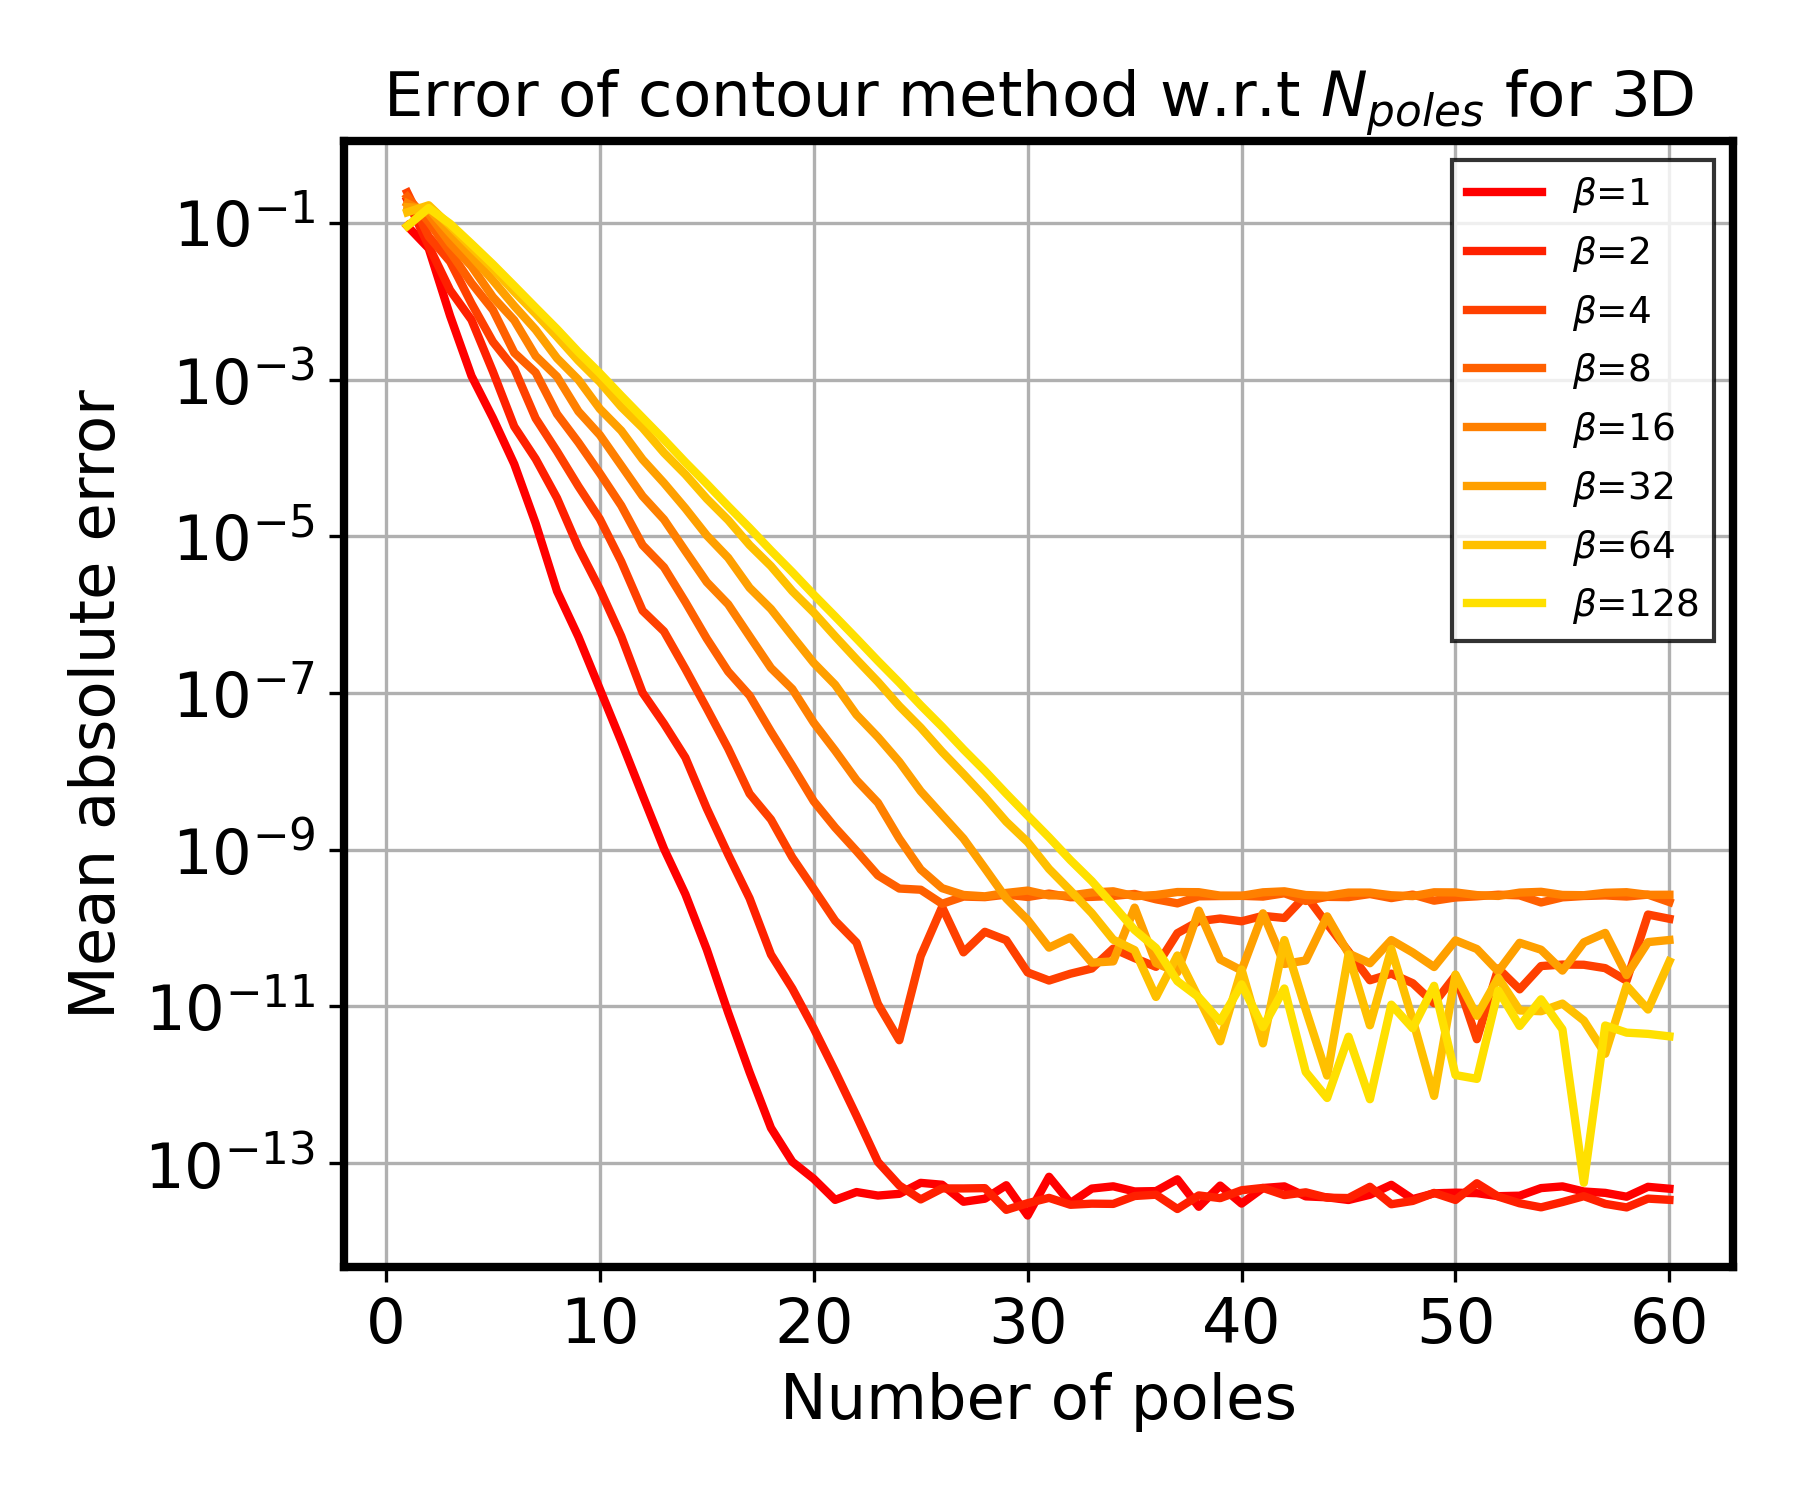 Error of contour method w.r.t N_poles for 3D
Mean absolute error
10^−1
10^−3
10^−5
10^−7
10^−9
10^−11
10^−13
β=1
β=2
β=4
β=8
β=16
β=32
β=64
β=128
0 10 20 30 40 50 60
Number of poles